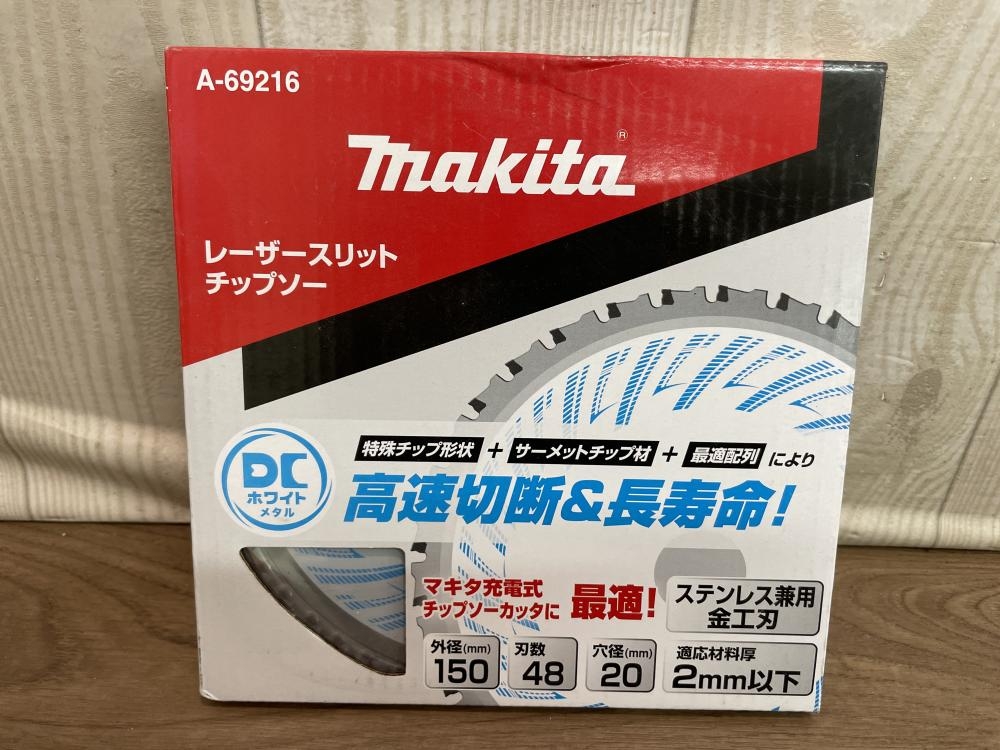 A-69216
makita®
レーザースリット
チップソー
特殊チップ形状 + サーメットチップ材 + 最適配列 により
高速切断&長寿命!
DC
ホワイト
メタル
マキタ充電式
チップソーカッタに 最適!
ステンレス兼用
金工刃
外径(mm)
150
刃数
48
穴径(mm)
20
適応材料厚
2mm以下